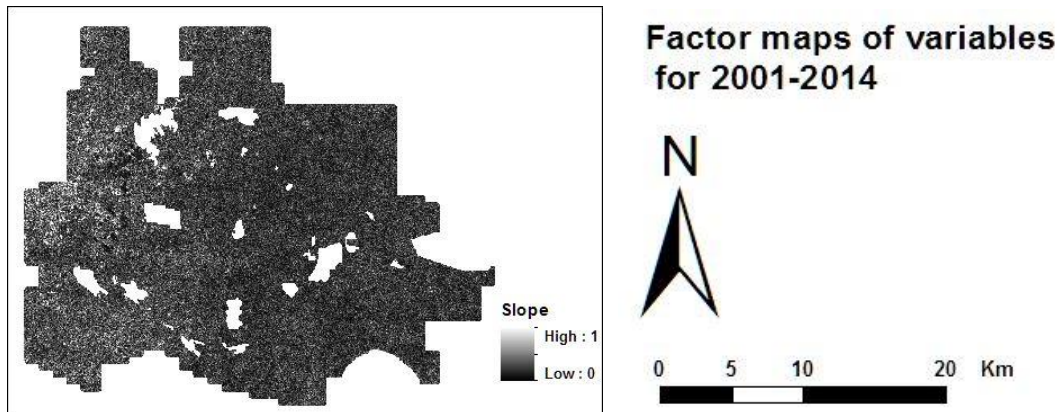 Factor maps of variables
for 2001-2014
N
Slope
High : 1
Low : 0
0 5 10 20 Km